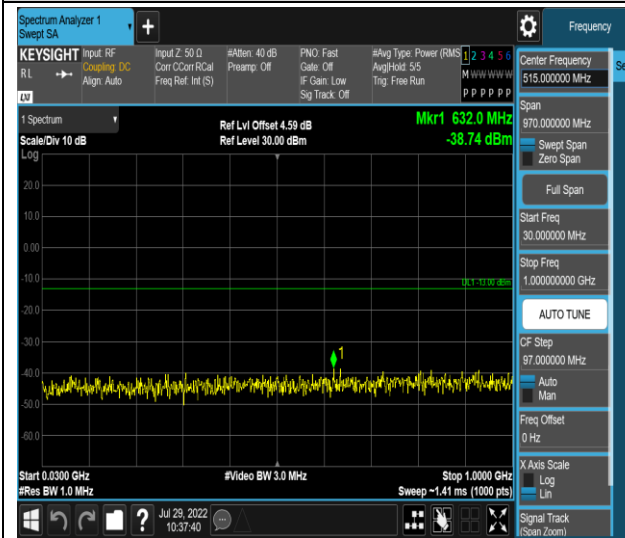 Spectrum Analyzer 1
Swept SA
Frequency
KEYSIGHT
RL
LXI
Input: RF
Coupling: DC
Align: Auto
Input Z: 50 Ω
Corr CCorr RCal
Freq Ref: Int (S)
#Atten: 40 dB
Preamp: Off
PNO: Fast
Gate: Off
IF Gain: Low
Sig Track: Off
#Avg Type: Power (RMS
Avg|Hold: 5/5
Trig: Free Run
1 2 3 4 5 6
M W W W W W
P P P P P P
1 Spectrum
Scale/Div 10 dB
Log
Ref Lvl Offset 4.59 dB
Ref Level 30.00 dBm
Mkr1 632.0 MHz
-38.74 dBm
20.0
10.0
0.00
-10.0
DL1 -13.00 dBm
-20.0
-30.0
1
-40.0
-50.0
-60.0
Start 0.0300 GHz
#Res BW 1.0 MHz
#Video BW 3.0 MHz
Stop 1.0000 GHz
Sweep ~1.41 ms (1000 pts)
?
Jul 29, 2022
10:37:40
Center Frequency
515.000000 MHz
Se
Span
970.000000 MHz
Swept Span
Zero Span
Full Span
Start Freq
30.000000 MHz
Stop Freq
1.000000000 GHz
AUTO TUNE
CF Step
97.000000 MHz
Auto
Man
Freq Offset
0 Hz
X Axis Scale
Log
Lin
Signal Track
(Span Zoom)